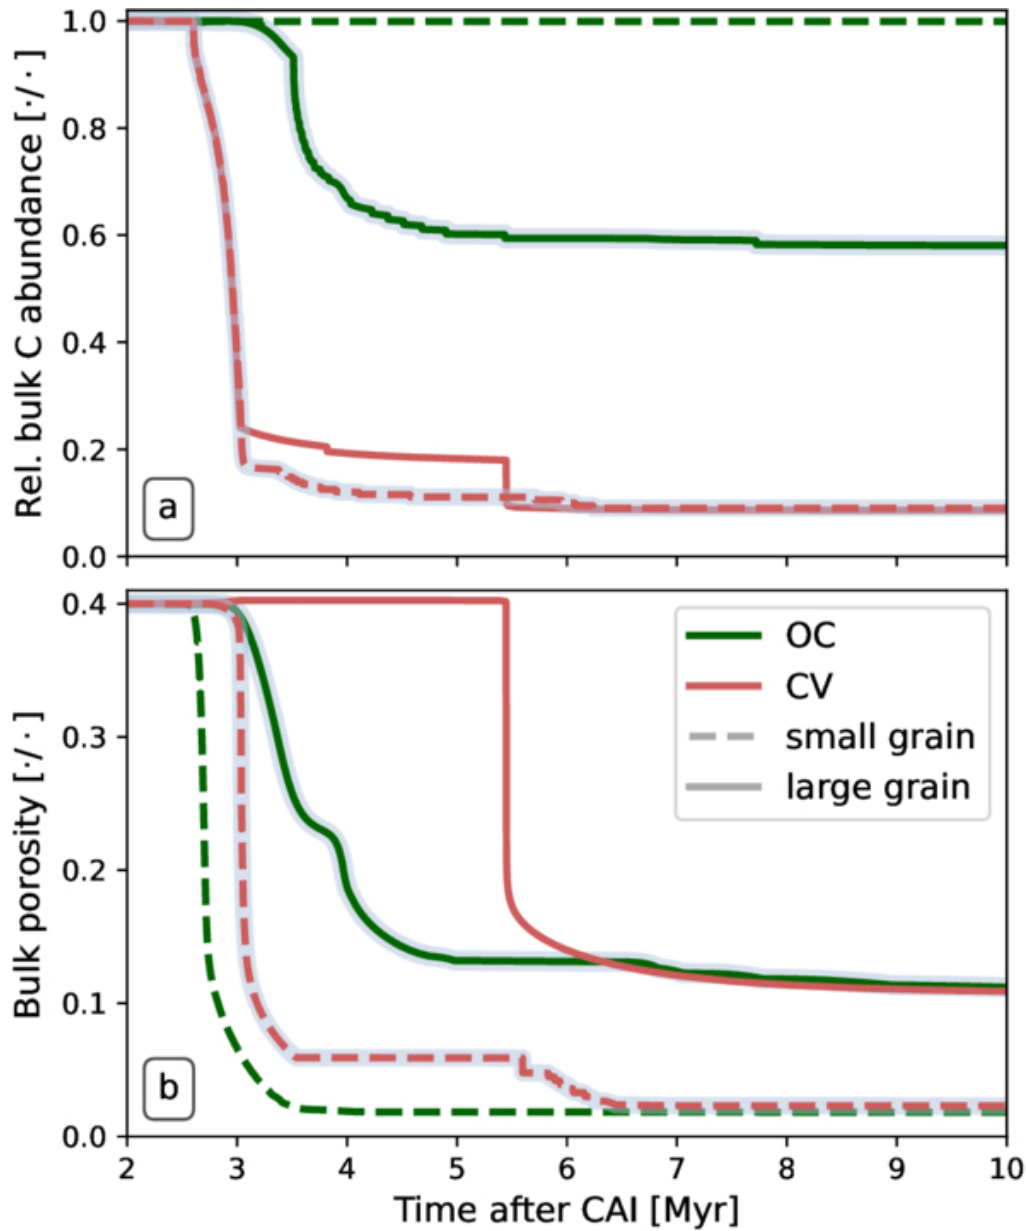 1.0
0.8
0.6
0.4
0.2
0.0
Rel. bulk C abundance [·/·]
a
0.4
0.3
0.2
0.1
0.0
Bulk porosity [·/·]
b
OC
CV
small grain
large grain
2 3 4 5 6 7 8 9 10
Time after CAI [Myr]